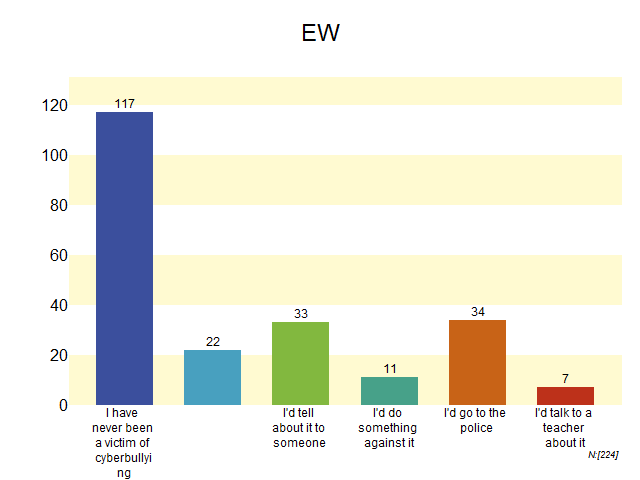 EW
120
100
80
60
40
20
0
117
22
33
11
34
7
I have
never been
a victim of
cyberbullyi
ng
I'd tell
about it to
someone
I'd do
something
against it
I'd go to the
police
I'd talk to a
teacher
about it
N:[224]